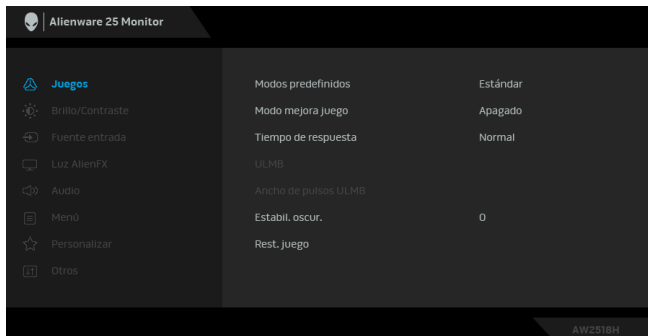 Alienware 25 Monitor
Juegos
Modos predefinidos Estándar
Brillo/Contraste
Modo mejora juego Apagado
Fuente entrada
Tiempo de respuesta Normal
Luz AlienFX
ULMB
Audio
Ancho de pulsos ULMB
Menú
Estabil. oscur. 0
Personalizar
Rest. juego
Otros
AW2518H